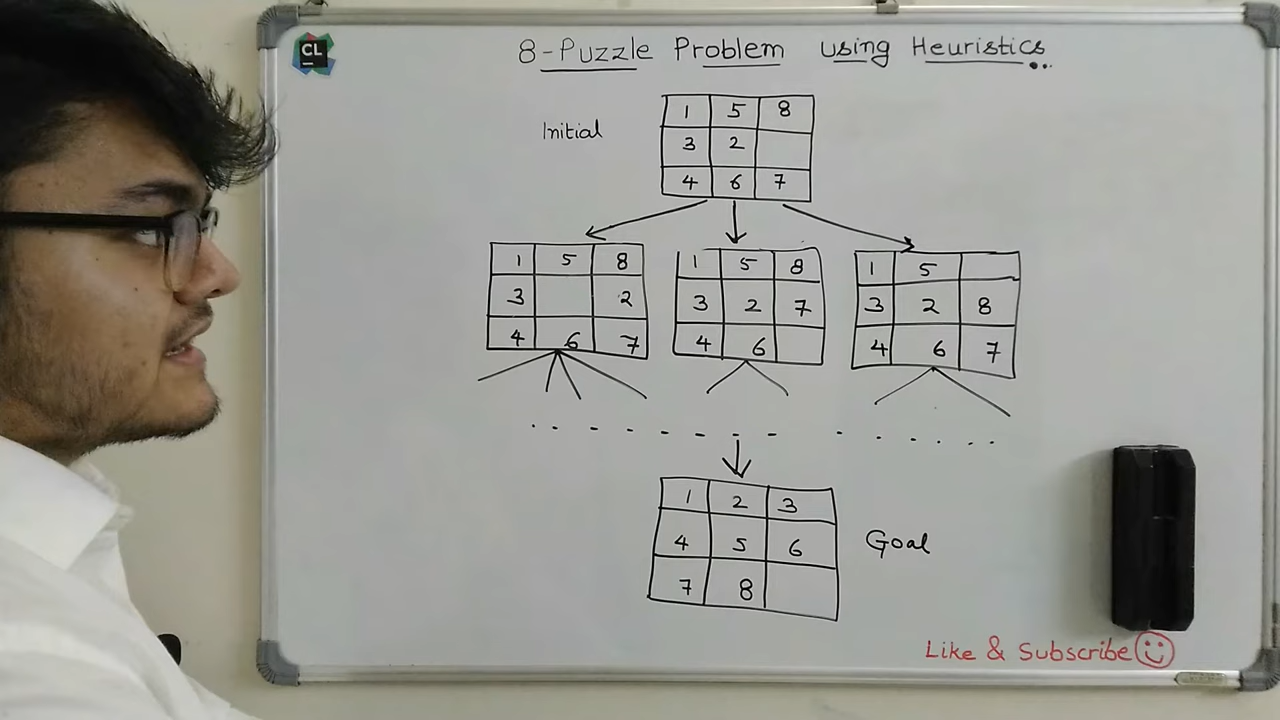 CL
8-Puzzle Problem using Heuristics...
Initial
1 5 8
3 2
4 6 7
1 5 8
3 2
4 6 7
1 5 8
3 2 7
4 6
1 5
3 2 8
4 6 7
1 2 3
4 5 6
7 8
Goal
Like & Subscribe